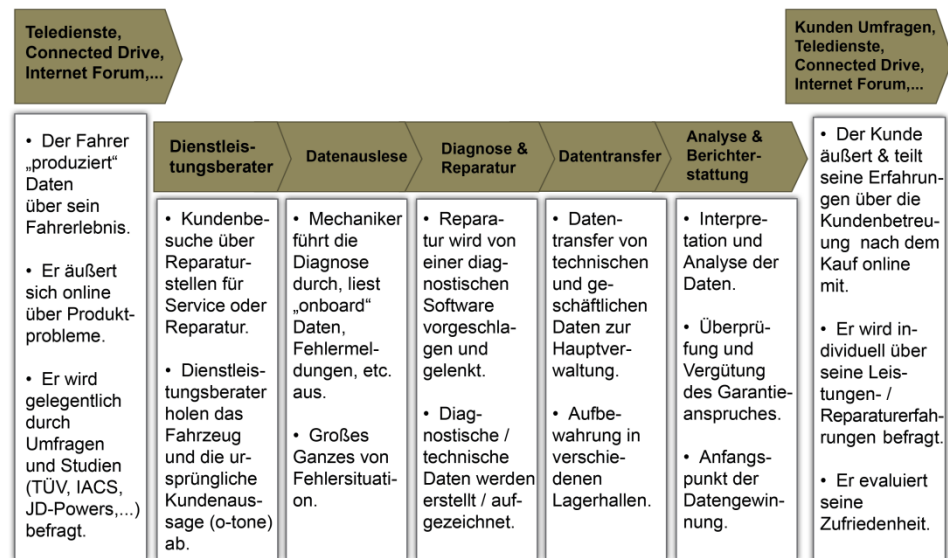 Teledienste,
Connected Drive,
Internet Forum,...
• Der Fahrer
„produziert“
Daten
über sein
Fahrerlebnis.
• Er äußert
sich online
über Produkt-
probleme.
• Er wird
gelegentlich
durch
Umfragen
und Studien
(TÜV, IACS,
JD-Powers,...)
befragt.
Dienstleis-
tungsberater
• Kundenbe-
suche über
Reparatur-
stellen für
Service oder
Reparatur.
• Dienstleis-
tungsberater
holen das
Fahrzeug
und die ur-
sprüngliche
Kundenaus-
sage (o-tone)
ab.
Datenauslese
• Mechaniker
führt die
Diagnose
durch, liest
„onboard“
Daten,
Fehlermel-
dungen, etc.
aus.
• Großes
Ganzes von
Fehlersituati-
on.
Diagnose &
Reparatur
• Repara-
tur wird von
einer diag-
nostischen
Software
vorgeschla-
gen und
gelenkt.
• Diag-
nostische /
technische
Daten werden
erstellt / auf-
gezeichnet.
Datentransfer
• Daten-
transfer von
technischen
und ge-
schäftlichen
Daten zur
Hauptver-
waltung.
• Aufbe-
wahrung in
verschie-
denen
Lagerhallen.
Analyse &
Berichter-
stattung
• Interpre-
tation und
Analyse der
Daten.
• Überprü-
fung und
Vergütung
des Garantie-
anspruches.
• Anfangs-
punkt der
Datengewin-
nung.
Kunden Umfragen,
Teledienste,
Connected Drive,
Internet Forum,...
• Der Kunde
äußert & teilt
seine Erfahrun-
gen über die
Kundenbetreu-
ung nach dem
Kauf online
mit.
• Er wird in-
dividuell über
seine Leis-
tungen- /
Reparaturerfah-
rungen befragt.
• Er evaluiert
seine
Zufriedenheit.